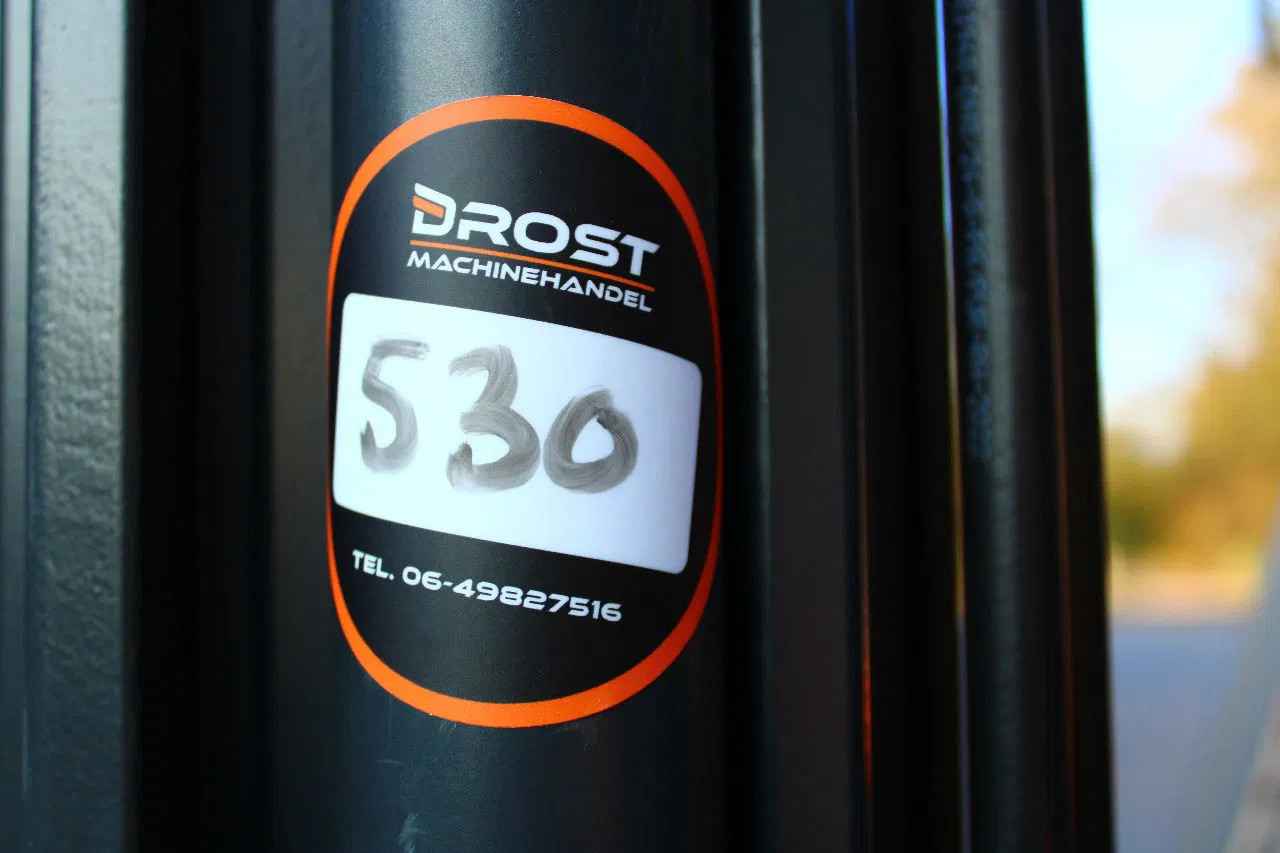 DROST
MACHINEHANDEL
530
TEL. 06-49827516